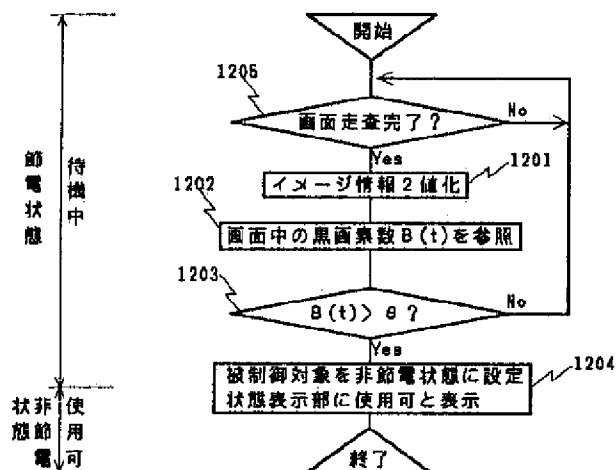 開始
1205
画面走査完了?
No
Yes
1201
イメージ情報2値化
1202
画面中の黒画素数B(t)を参照
1203
B(t)>θ?
No
Yes
1204
被制御対象を非節電状態に設定
状態表示部に使用可と表示
終了
節電状態
待機中
非節電状態
使用可